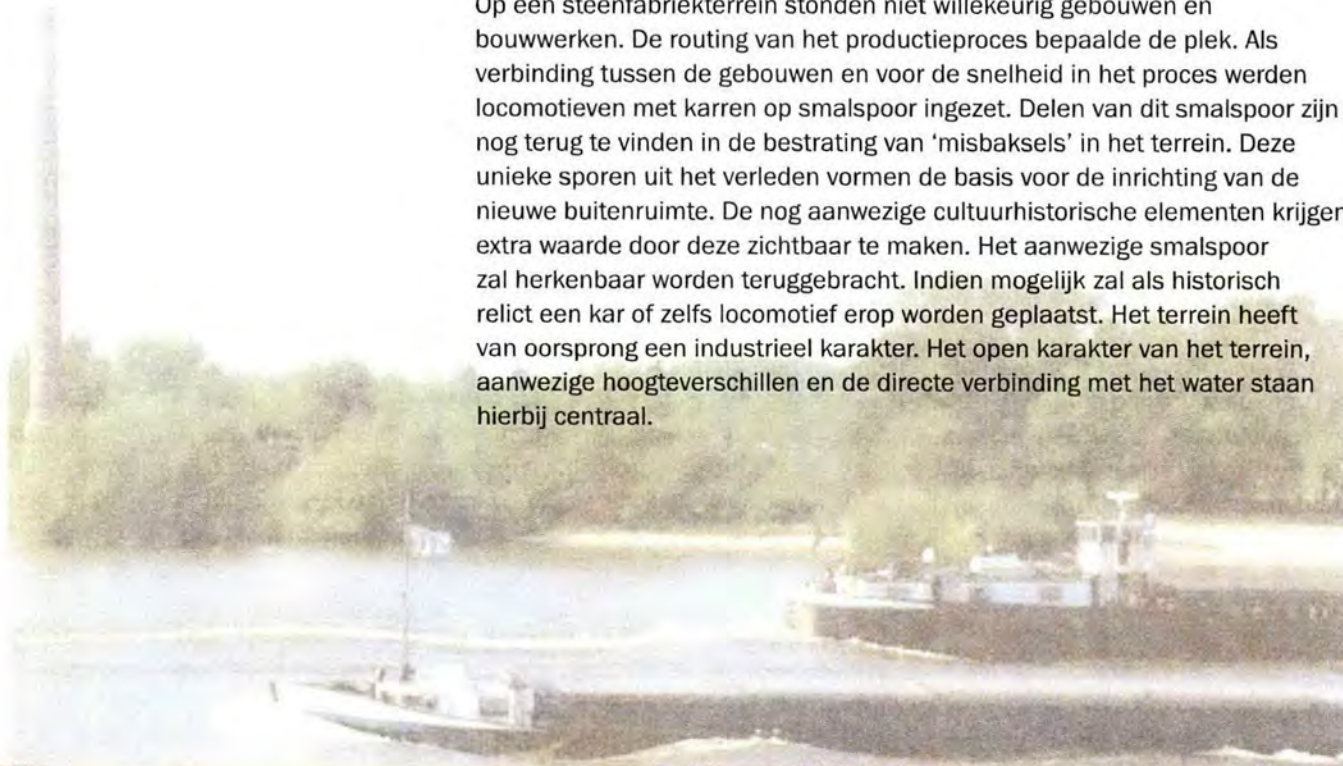 Op een steenfabriekterrein stonden niet willekeurig gebouwen en
bouwwerken. De routing van het productieproces bepaalde de plek. Als
verbinding tussen de gebouwen en voor de snelheid in het proces werden
locomotieven met karren op smalspoor ingezet. Delen van dit smalspoor zijn
nog terug te vinden in de bestrating van ‘misbaksels’ in het terrein. Deze
unieke sporen uit het verleden vormen de basis voor de inrichting van de
nieuwe buitenruimte. De nog aanwezige cultuurhistorische elementen krijgen
extra waarde door deze zichtbaar te maken. Het aanwezige smalspoor
zal herkenbaar worden teruggebracht. Indien mogelijk zal als historisch
relict een kar of zelfs locomotief erop worden geplaatst. Het terrein heeft
van oorsprong een industrieel karakter. Het open karakter van het terrein,
aanwezige hoogteverschillen en de directe verbinding met het water staan
hierbij centraal.